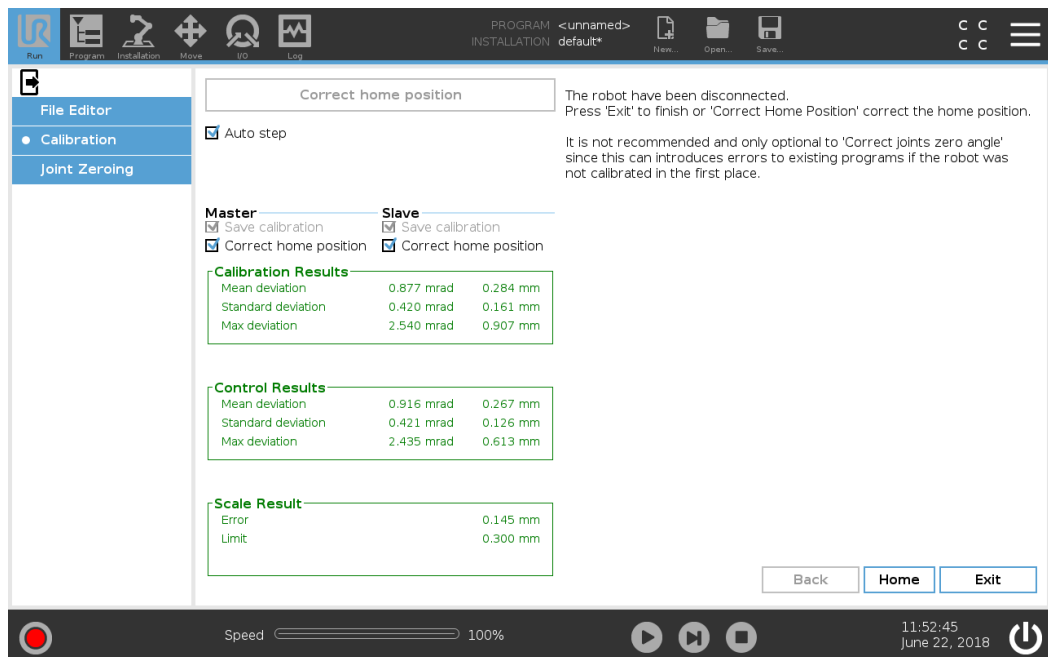 UR
Run
Program
Installation
Move
I/O
Log
PROGRAM <unnamed>
INSTALLATION default*
New...
Open...
Save...
C C
C C
File Editor
Calibration
Joint Zeroing
Correct home position
Auto step
Master
Save calibration
Correct home position
Slave
Save calibration
Correct home position
Calibration Results
Mean deviation 0.877 mrad 0.284 mm
Standard deviation 0.420 mrad 0.161 mm
Max deviation 2.540 mrad 0.907 mm
Control Results
Mean deviation 0.916 mrad 0.267 mm
Standard deviation 0.421 mrad 0.126 mm
Max deviation 2.435 mrad 0.613 mm
Scale Result
Error 0.145 mm
Limit 0.300 mm
The robot have been disconnected.
Press 'Exit' to finish or 'Correct Home Position' correct the home position.
It is not recommended and only optional to 'Correct joints zero angle'
since this can introduces errors to existing programs if the robot was
not calibrated in the first place.
Back
Home
Exit
Speed 100%
11:52:45
June 22, 2018